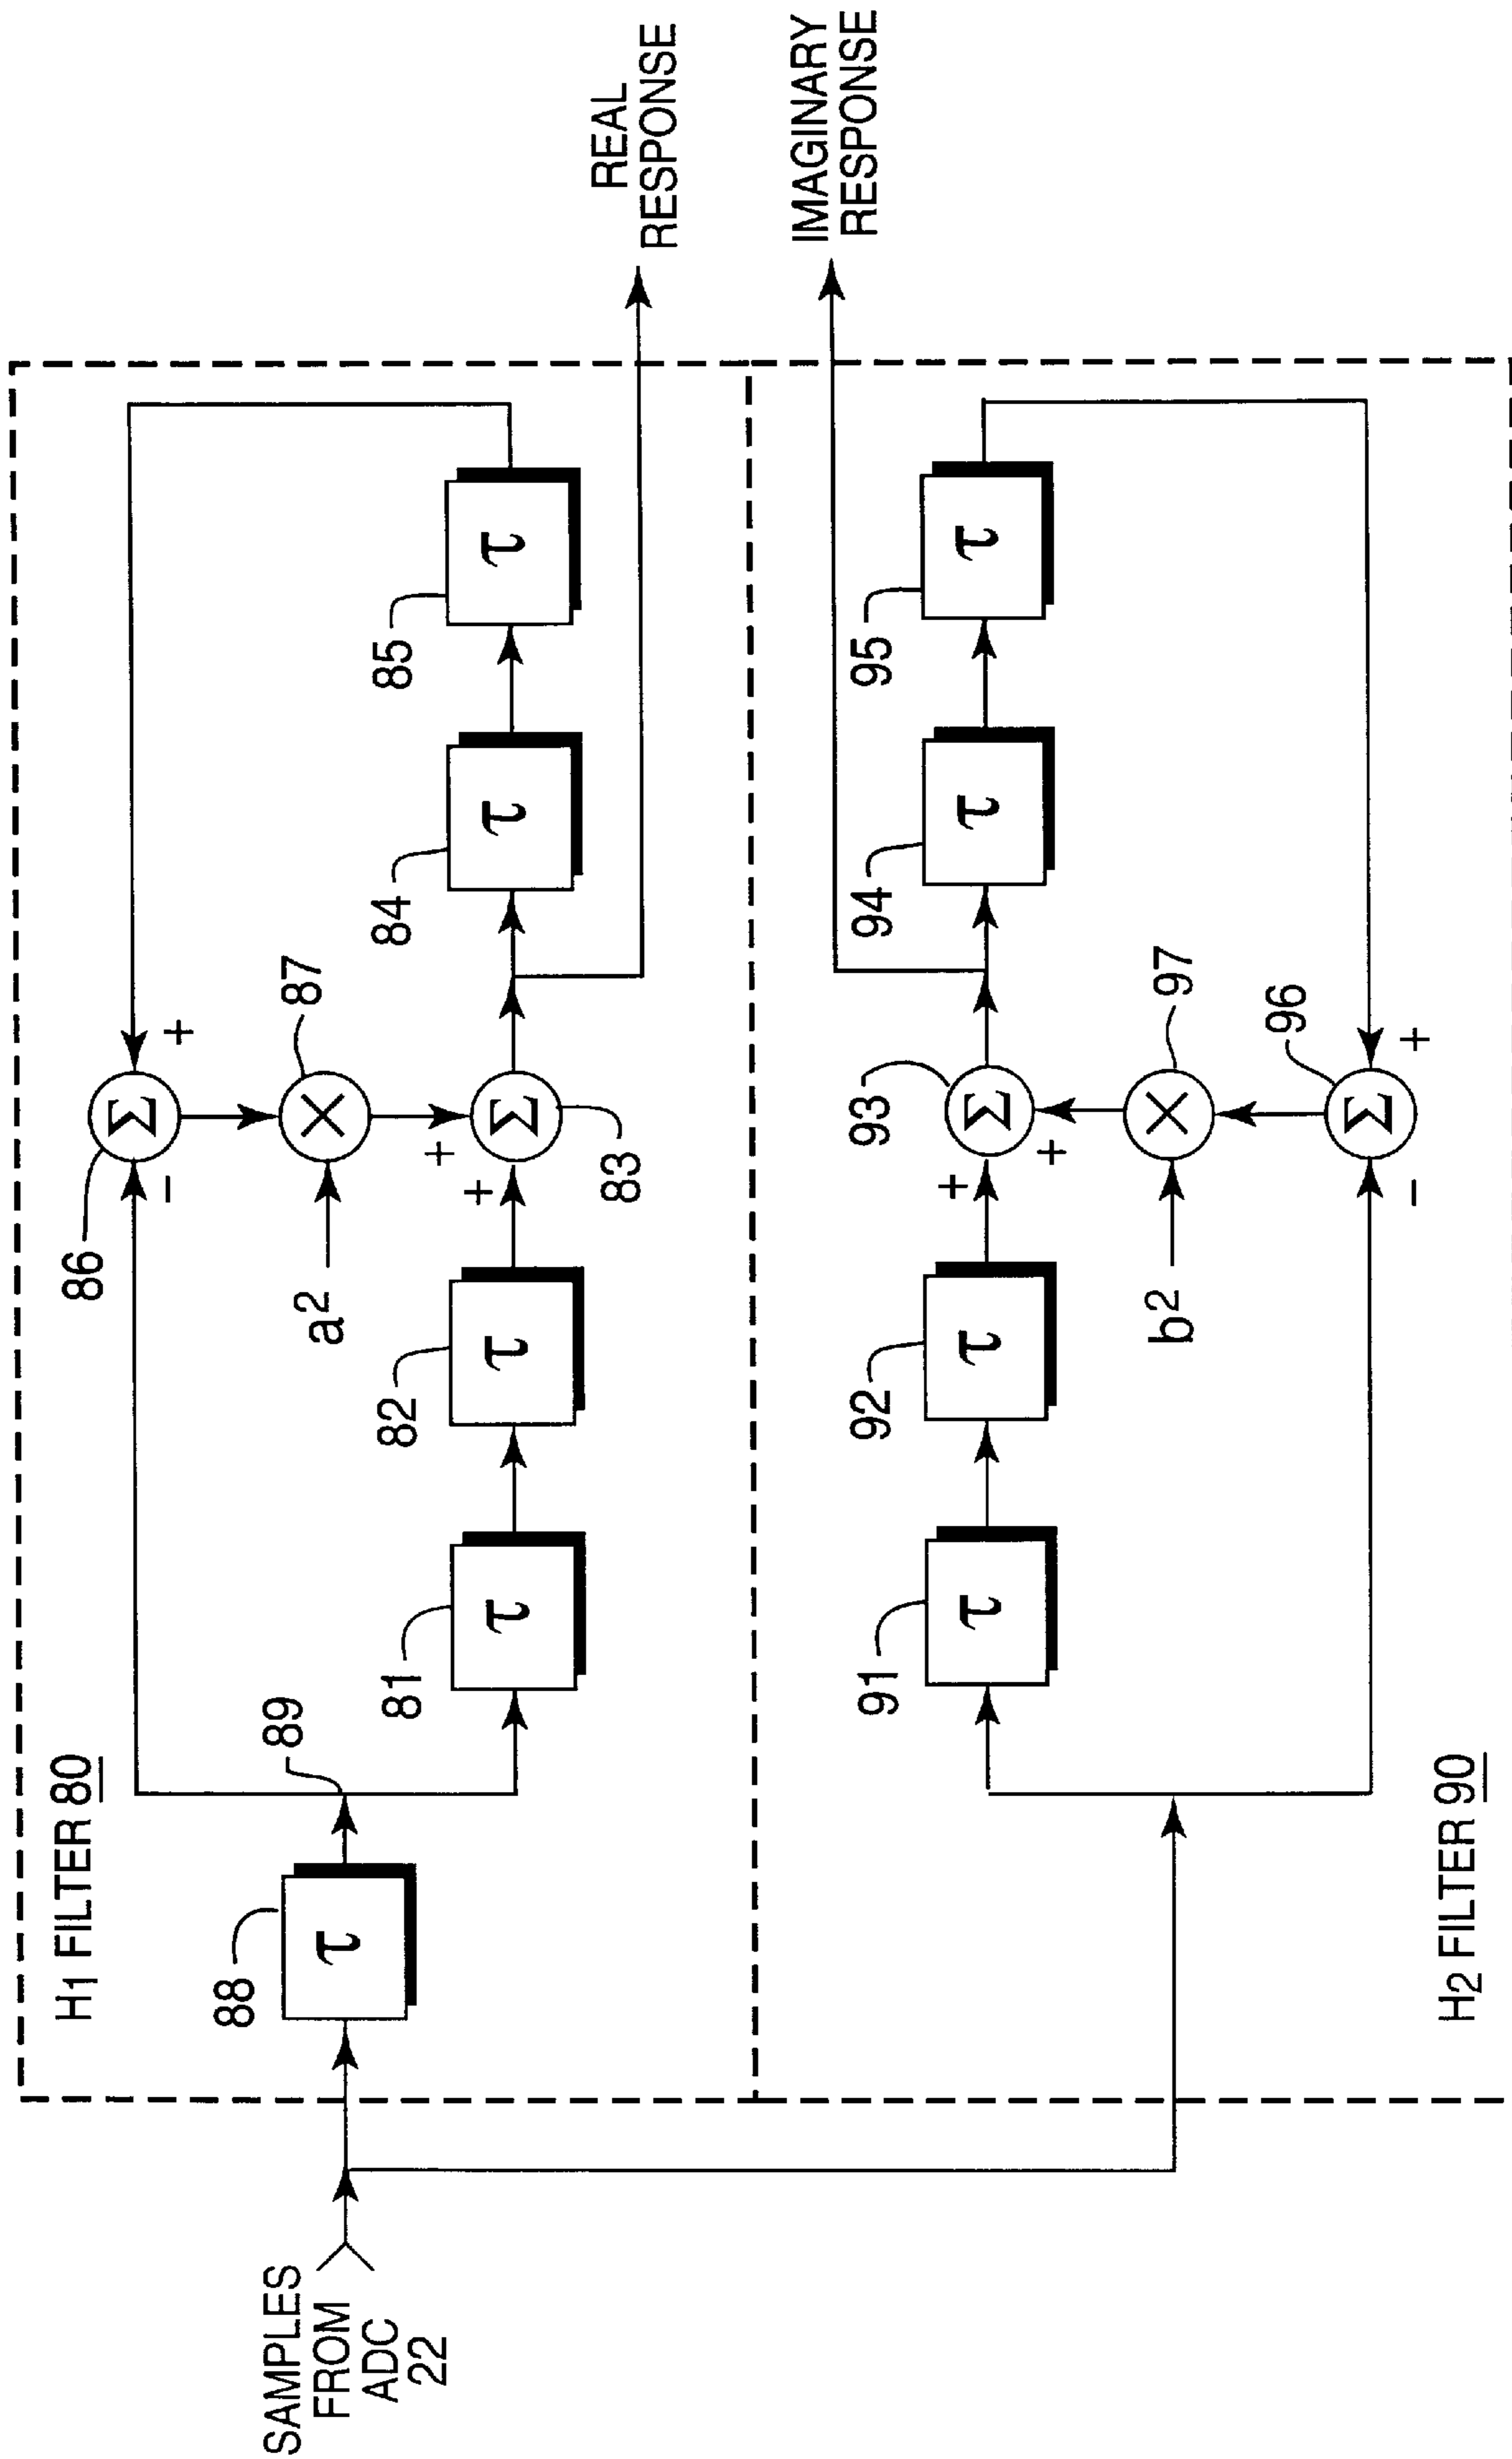 H1 FILTER 80
86
+
−
a²
87
+
+
83
88
τ
89
81
τ
82
τ
84
τ
85
τ
Σ
×
Σ
REAL
RESPONSE
SAMPLES
FROM
ADC
22
IMAGINARY
RESPONSE
91
τ
92
τ
93
Σ
+
+
94
τ
95
τ
b²
×
97
Σ
96
−
+
H2 FILTER 90